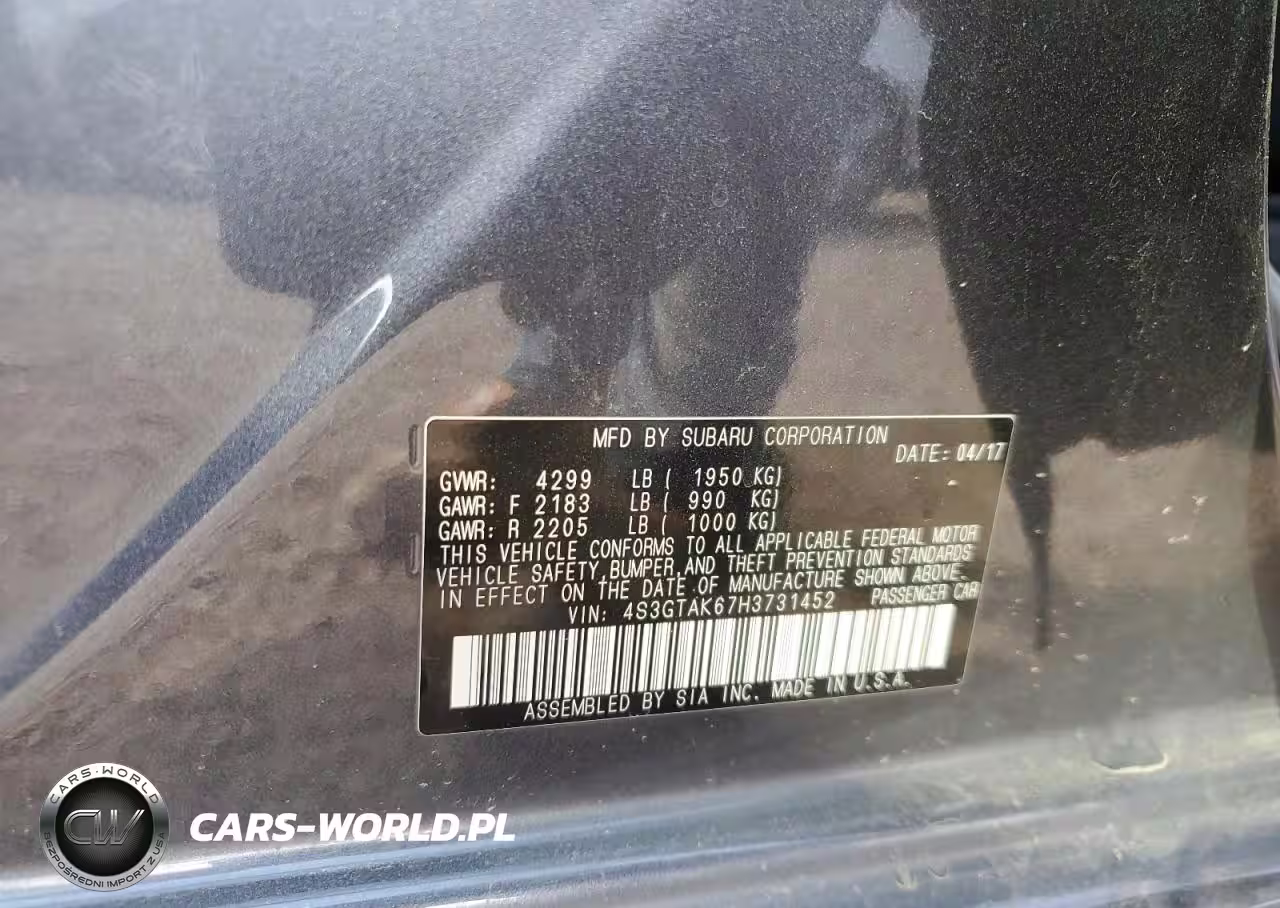 MFD BY SUBARU CORPORATION
DATE: 04/17
GVWR: 4299 LB ( 1950 KG)
GAWR: F 2183 LB ( 990 KG)
GAWR: R 2205 LB ( 1000 KG)
THIS VEHICLE CONFORMS TO ALL APPLICABLE FEDERAL MOTOR
VEHICLE SAFETY, BUMPER, AND THEFT PREVENTION STANDARDS
IN EFFECT ON THE DATE OF MANUFACTURE SHOWN ABOVE.
VIN: 4S3GTAK67H3731452 PASSENGER CAR
ASSEMBLED BY SIA INC. MADE IN U.S.A.
CARS-WORLD
CW
BEZPOŚREDNI IMPORT Z USA
CARS-WORLD.PL